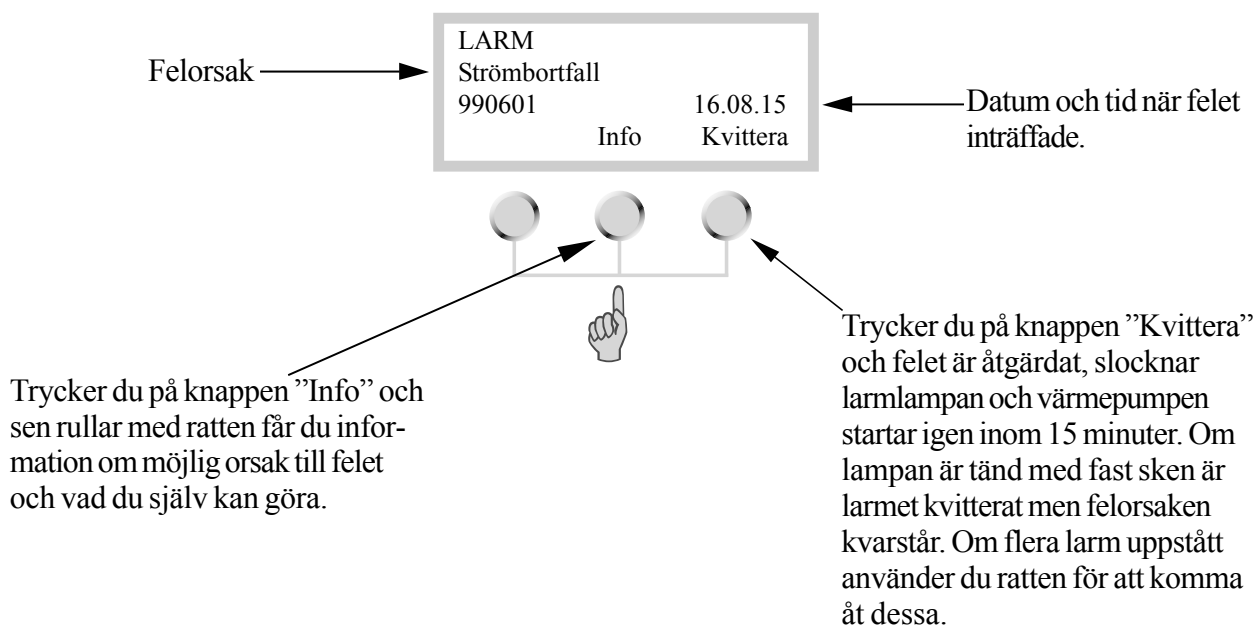 Felorsak
LARM
Strömbortfall
990601 16.08.15
Info Kvittera
Datum och tid när felet
inträffade.
Trycker du på knappen ”Info” och
sen rullar med ratten får du infor-
mation om möjlig orsak till felet
och vad du själv kan göra.
Trycker du på knappen ”Kvittera”
och felet är åtgärdat, slocknar
larmlampan och värmepumpen
startar igen inom 15 minuter. Om
lampan är tänd med fast sken är
larmet kvitterat men felorsaken
kvarstår. Om flera larm uppstått
använder du ratten för att komma
åt dessa.